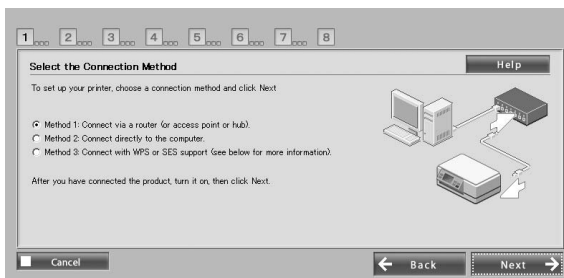 1 2 3 4 5 6 7 8
Select the Connection Method
Help
To set up your printer, choose a connection method and click Next
Method 1: Connect via a router (or access point or hub).
Method 2: Connect directly to the computer.
Method 3: Connect with WPS or SES support (see below for more information).
After you have connected the product, turn it on, then click Next.
Cancel
Back
Next